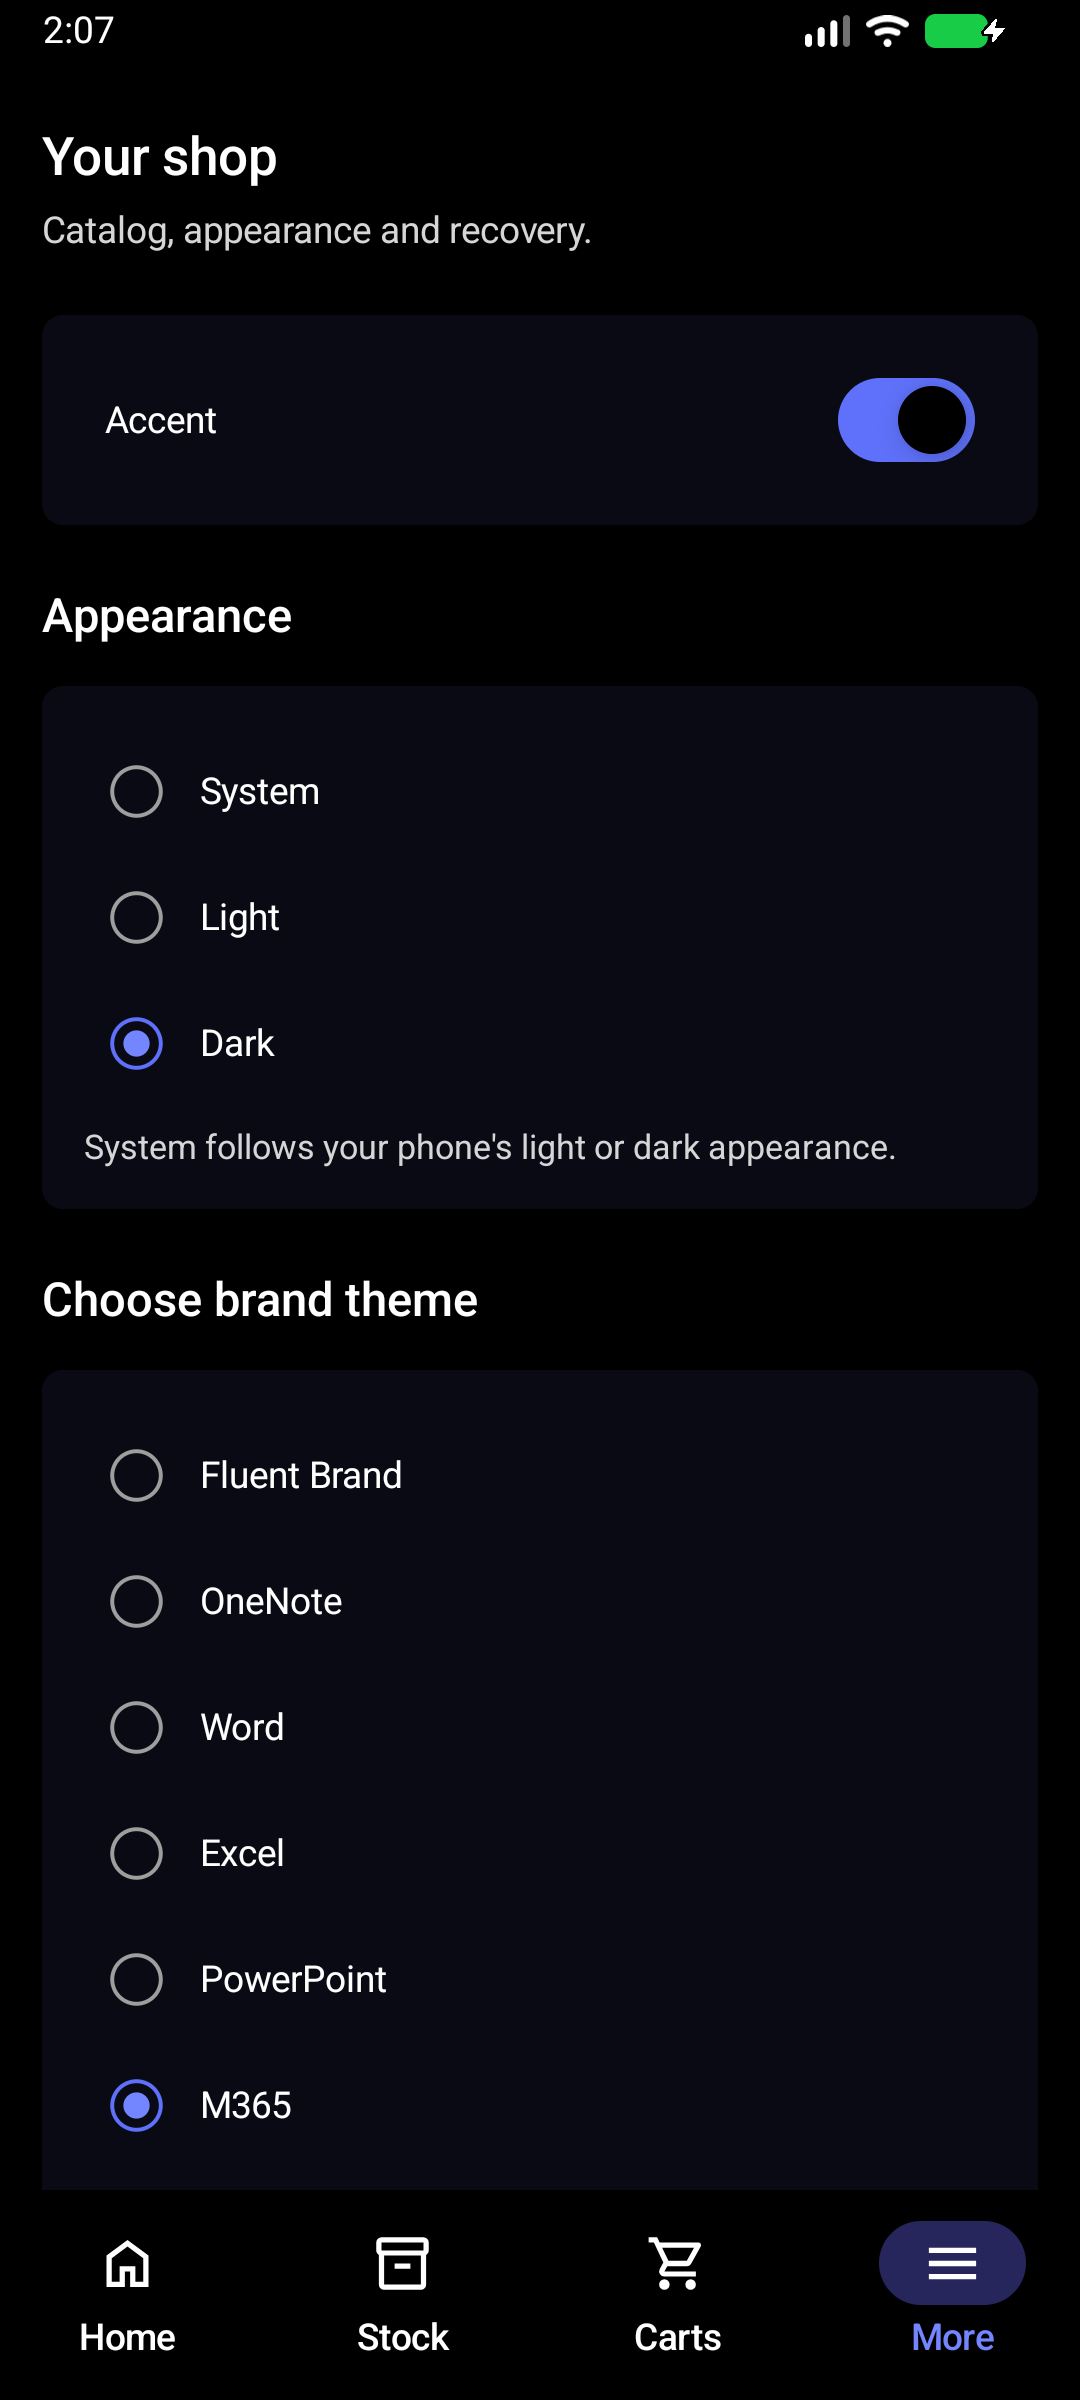 2:07
Your shop
Catalog, appearance and recovery.
Accent
Appearance
System
Light
Dark
System follows your phone's light or dark appearance.
Choose brand theme
Fluent Brand
OneNote
Word
Excel
PowerPoint
M365
Home
Stock
Carts
More